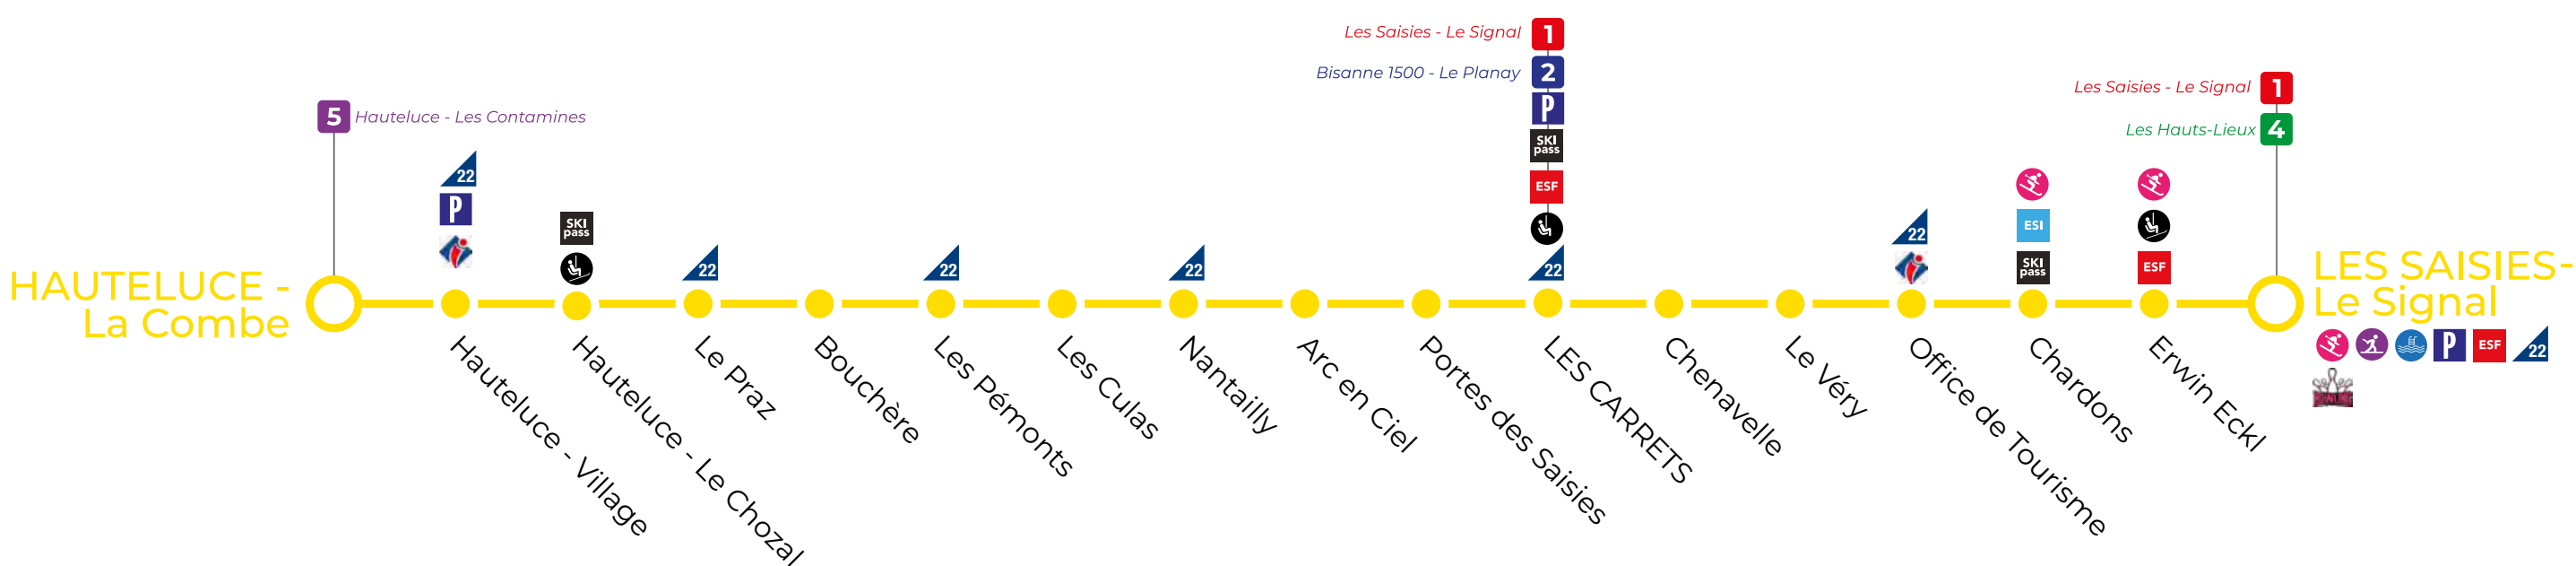 Les Saisies - Le Signal 1
Bisanne 1500 - Le Planay 2
P
SKI
pass
ESF
22
Les Saisies - Le Signal 1
Les Hauts-Lieux 4
5 Hauteluce - Les Contamines
22
P
SKI
pass
22
22
22
22
ESI
SKI
pass
ESF
HAUTELUCE -
La Combe
LES SAISIES-
Le Signal
P
ESF
22
BOWLING
Hauteluce - Village
Hauteluce - Le Chozal
Le Praz
Bouchère
Les Pémonts
Les Culas
Nantailly
Arc en Ciel
Portes des Saisies
LES CARRETS
Chenavelle
Le Véry
Office de Tourisme
Chardons
Erwin Eckl